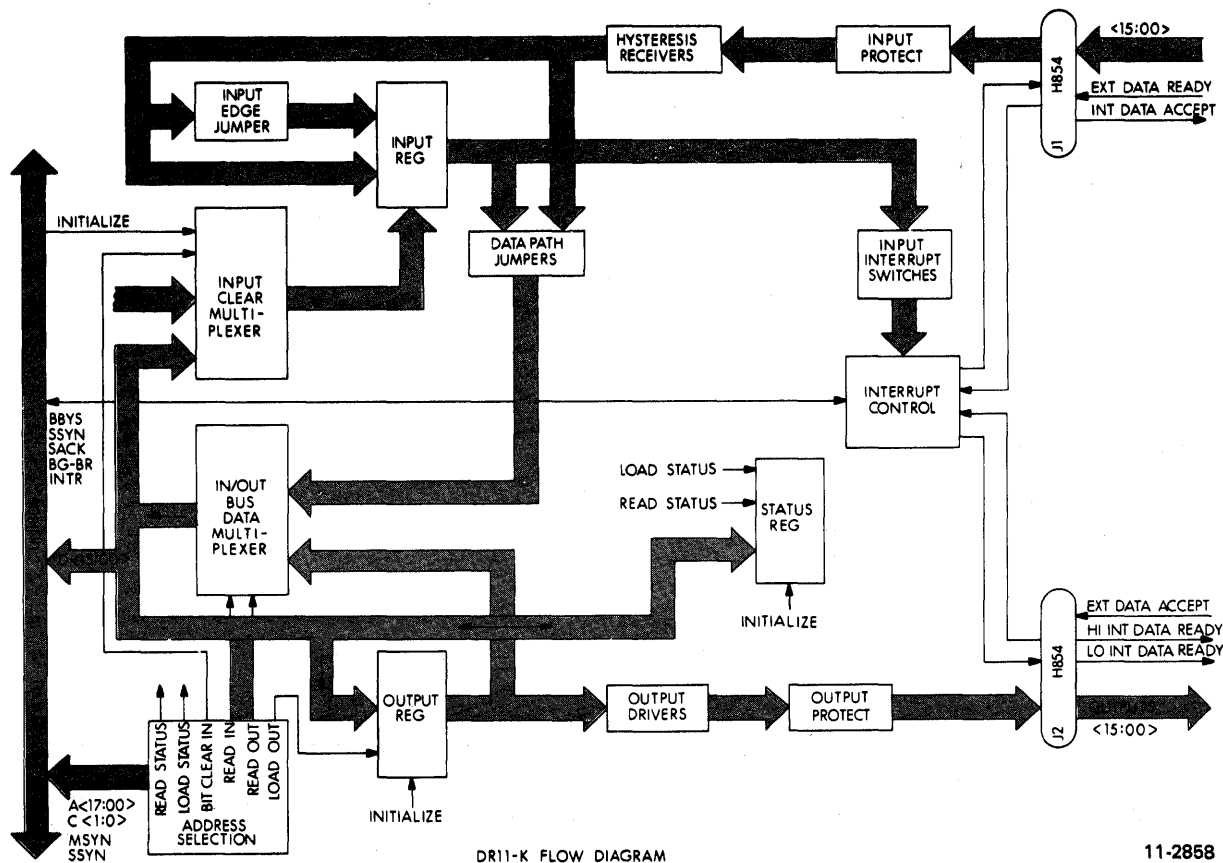 HYSTERESIS
RECEIVERS
INPUT
PROTECT
H854
J1
<15:00>
EXT DATA READY
INT DATA ACCEPT
INPUT
EDGE
JUMPER
INPUT
REG
INITIALIZE
INPUT
CLEAR
MULTI-
PLEXER
DATA PATH
JUMPERS
INPUT
INTERRUPT
SWITCHES
INTERRUPT
CONTROL
BBYS
SSYN
SACK
BG-BR
INTR
IN/OUT
BUS
DATA
MULTI-
PLEXER
LOAD STATUS
READ STATUS
STATUS
REG
INITIALIZE
EXT DATA ACCEPT
HI INT DATA READY
LO INT DATA READY
H854
J2
OUTPUTS
<15:00>
OUTPUT
REG
INITIALIZE
OUTPUT
DRIVERS
OUTPUT
PROTECT
READ STATUS
LOAD STATUS
BIT CLEAR IN
READ IN
READ OUT
LOAD OUT
ADDRESS
SELECTION
A<17:00>
C <1:0>
MSYN
SSYN
DR11-K FLOW DIAGRAM
11-2858